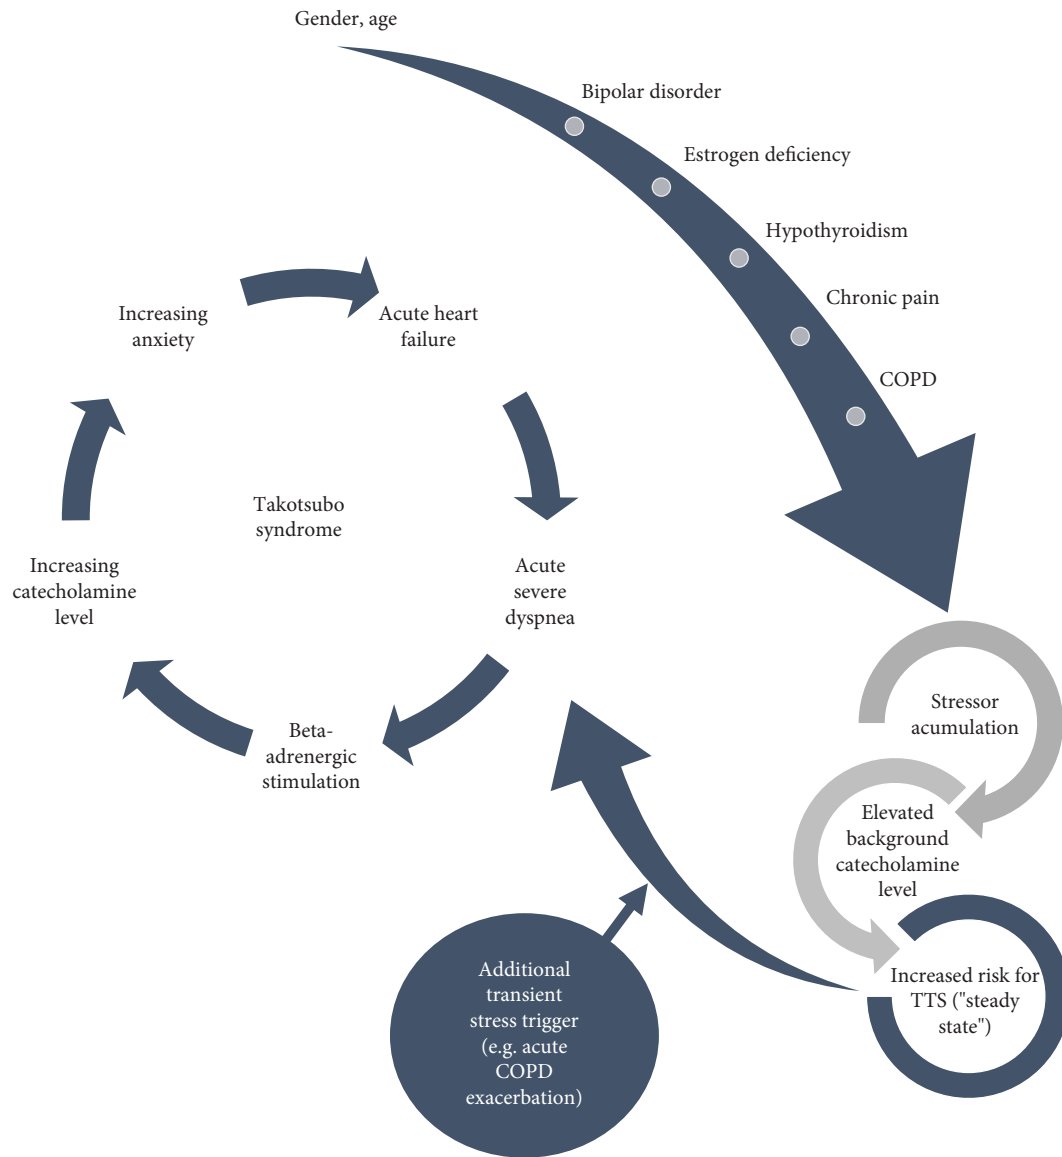 Gender, age
Bipolar disorder
Estrogen deficiency
Hypothyroidism
Chronic pain
COPD
Increasing
anxiety
Acute heart
failure
Takotsubo
syndrome
Increasing
catecholamine
level
Acute
severe
dyspnea
Beta-
adrenergic
stimulation
Stressor
acumulation
Elevated
background
catecholamine
level
Increased risk for
TTS ("steady
state")
Additional
transient
stress trigger
(e.g. acute
COPD
exacerbation)